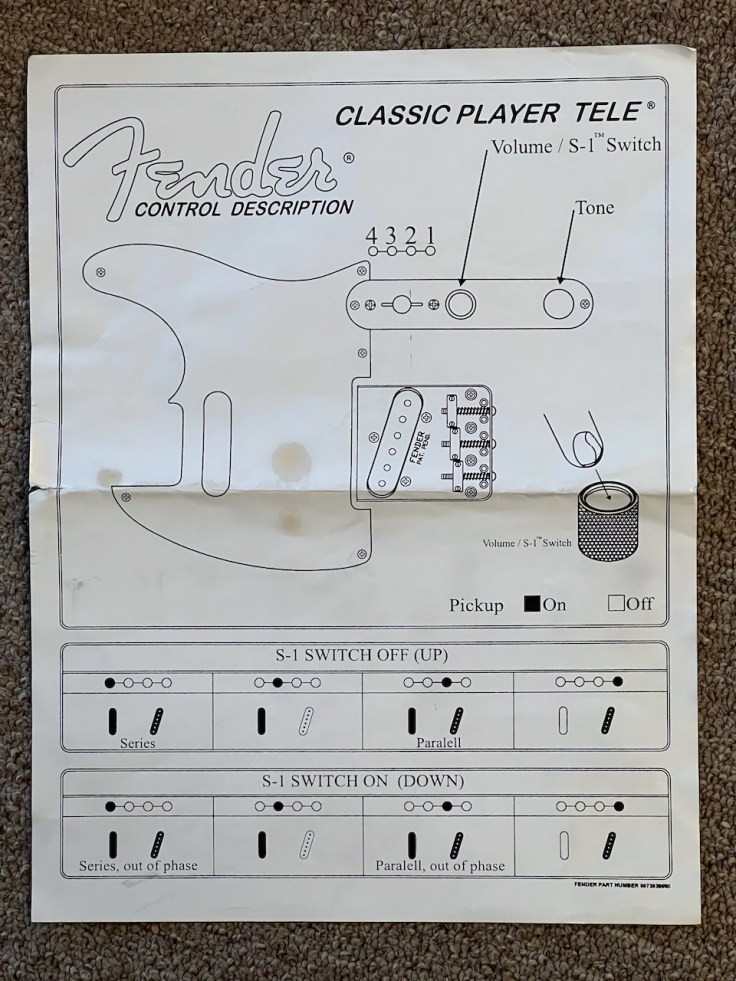 CLASSIC PLAYER TELE ®
Fender ®
CONTROL DESCRIPTION
Volume / S-1™ Switch
Tone
4 3 2 1
FENDER
PAT. PEND.
Volume / S-1™ Switch
Pickup On Off
S-1 SWITCH OFF (UP)
Series
Paralell
S-1 SWITCH ON (DOWN)
Series, out of phase
Paralell, out of phase
FENDER PART NUMBER